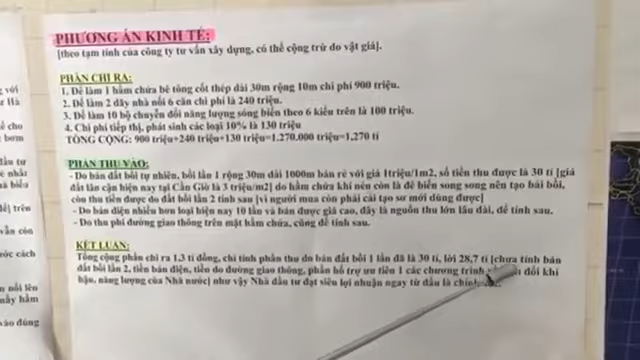 PHƯƠNG ÁN KINH TẾ:
[theo tạm tính của công ty tư vấn xây dựng, có thể cộng trừ do vật giá].
PHẦN CHI RA:
1. Để làm 1 hầm chứa bê tông cốt thép dài 30m rộng 10m chi phí 900 triệu.
2. Để làm 2 dãy nhà nối 6 căn chi phí là 240 triệu.
3. Để làm 10 bộ chuyển đổi năng lượng sóng biển theo 6 kiểu trên là 100 triệu.
4. Chi phí tiếp thị, phát sinh các loại 10% là 130 triệu
TỔNG CỘNG: 900 triệu+240 triệu+130 triệu=1.270.000 triệu=1,270 tỉ
PHẦN THU VÀO:
- Do bán đất bồi tự nhiên, bồi lần 1 rộng 30m dài 1000m bán rẻ với giá 1triệu/1m2, số tiền thu được là 30 tỉ [giá
đất lân cận hiện nay tại Cần Giờ là 3 triệu/m2] do hầm chứa khi nên còn là đê biển song song nên tạo bãi bồi,
còn thu tiền được do đất bồi lần 2 tính sau [vì người mua còn phải cải tạo sơ mới dùng được]
- Do bán điện nhiều hơn loại hiện nay 10 lần và bán được giá cao, đây là nguồn thu lớn lâu dài, để tính sau.
- Do thu phí đường giao thông trên mặt hầm chứa, cũng để tính sau.
KẾT LUẬN:
Tổng cộng phần chi ra 1.3 tỉ đồng, chỉ tính phần thu do bán đất bồi 1 lần đã là 30 tỉ, lời 28,7 tỉ [chưa tính bán
đất bồi lần 2, tiền bán điện, tiền do đường giao thông, phần hỗ trợ ưu tiên 1 các chương trình đổi khí
hậu, năng lượng của Nhà nước] như vậy Nhà đầu tư đạt siêu lợi nhuận ngay từ đầu là